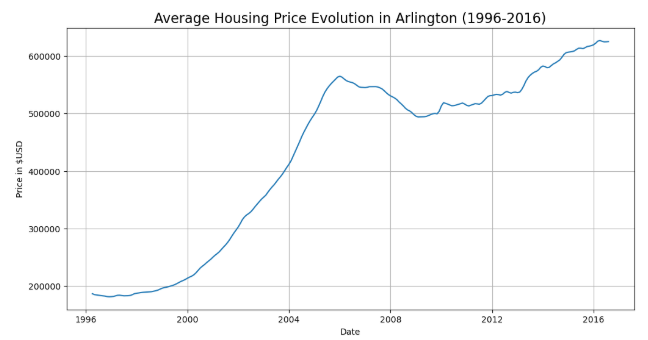 Average Housing Price Evolution in Arlington (1996-2016)
600000
500000
400000
300000
200000
Price in $USD
1996 2000 2004 2008 2012 2016
Date